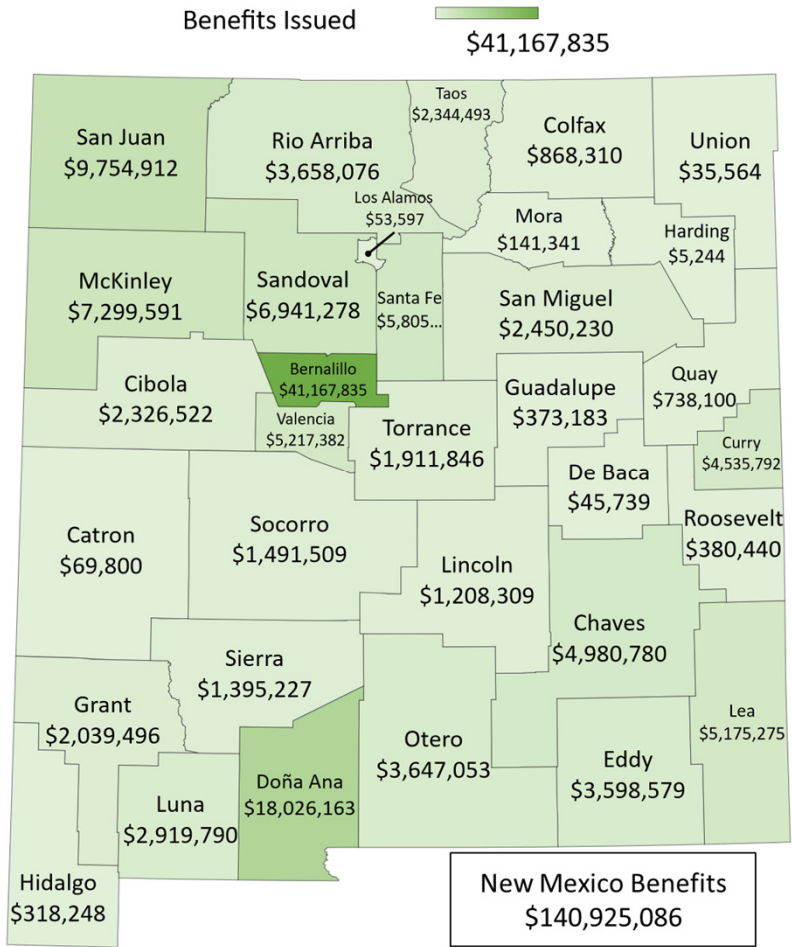 Benefits Issued
$41,167,835
San Juan
$9,754,912
Rio Arriba
$3,658,076
Taos
$2,344,493
Colfax
$868,310
Union
$35,564
Los Alamos
$53,597
Mora
$141,341
Harding
$5,244
McKinley
$7,299,591
Sandoval
$6,941,278
Santa Fe
$5,805...
San Miguel
$2,450,230
Bernalillo
$41,167,835
Cibola
$2,326,522
Valencia
$5,217,382
Torrance
$1,911,846
Guadalupe
$373,183
Quay
$738,100
Curry
$4,535,792
De Baca
$45,739
Roosevelt
$380,440
Catron
$69,800
Socorro
$1,491,509
Lincoln
$1,208,309
Chaves
$4,980,780
Sierra
$1,395,227
Grant
$2,039,496
Lea
$5,175,275
Otero
$3,647,053
Eddy
$3,598,579
Doña Ana
$18,026,163
Luna
$2,919,790
Hidalgo
$318,248
New Mexico Benefits
$140,925,086